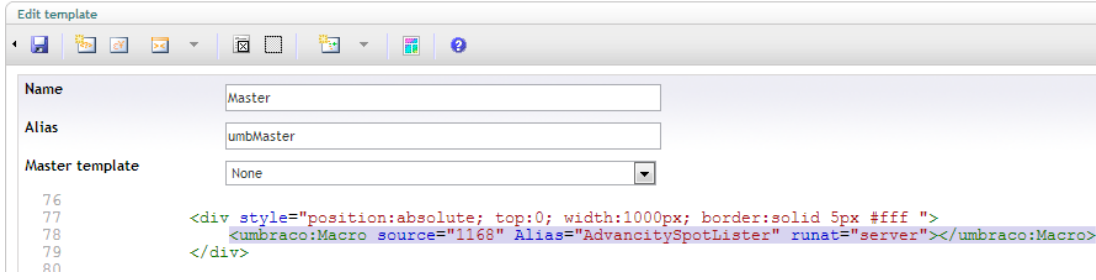 Edit template
Name
Master
Alias
umbMaster
Master template
None
76
77 <div style="position:absolute; top:0; width:1000px; border:solid 5px #fff ">
78 <umbraco:Macro source="1168" Alias="AdvancitySpotLister" runat="server"></umbraco:Macro>
79 </div>
80